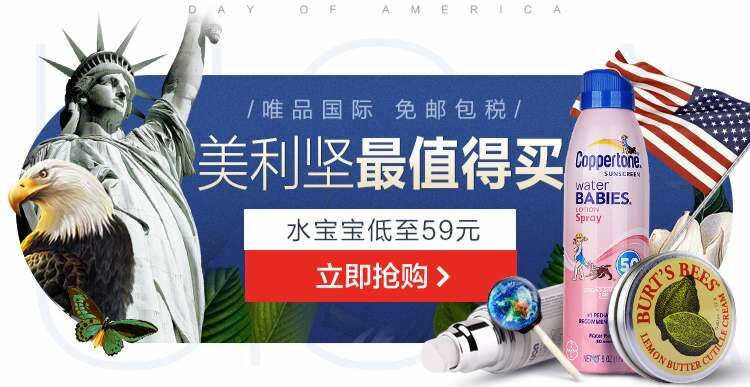 DAY OF AMERICA
/唯品国际 免邮包税/
美利坚最值得买
水宝宝低至59元
立即抢购
Coppertone
SUNSCREEN
water
BABIES
LOTION
Spray
50
BURT'S BEES
LEMON BUTTER CUTICLE CREAM